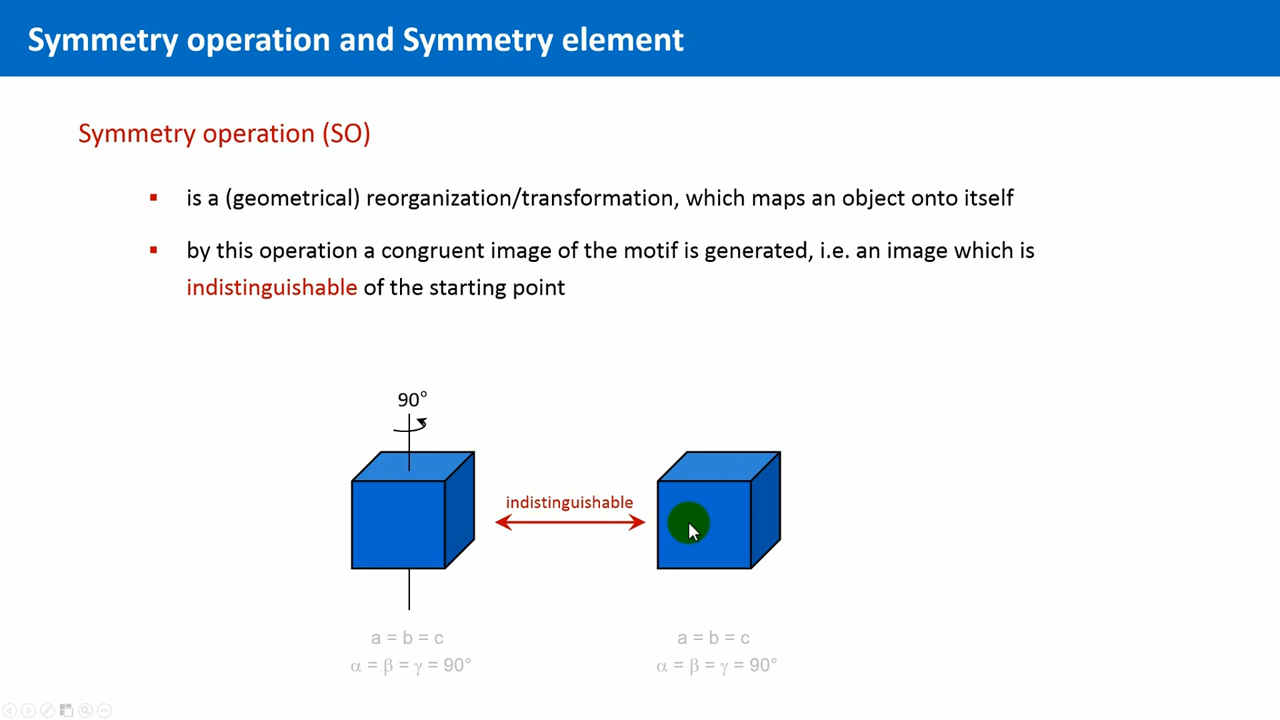 Symmetry operation and Symmetry element
Symmetry operation (SO)
▪ is a (geometrical) reorganization/transformation, which maps an object onto itself
▪ by this operation a congruent image of the motif is generated, i.e. an image which is
indistinguishable of the starting point
90°
indistinguishable
a = b = c
α = β = γ = 90°
a = b = c
α = β = γ = 90°